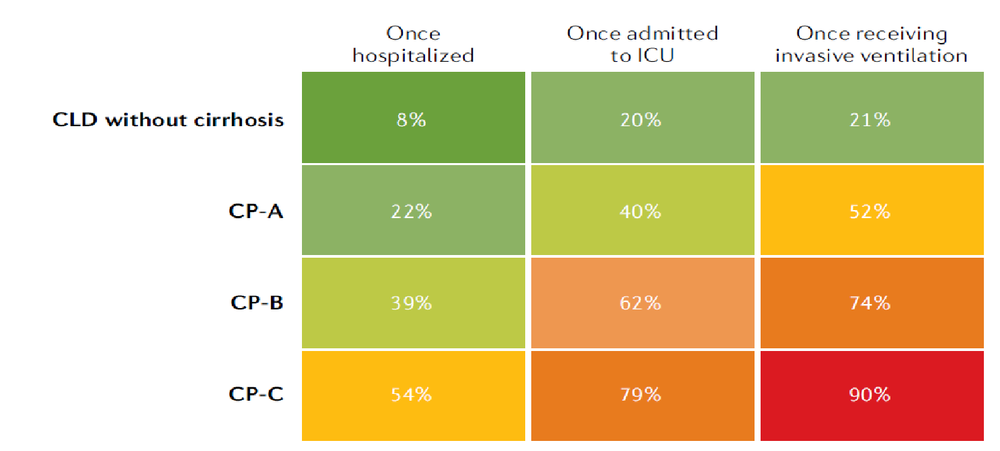 Once
hospitalized
Once admitted
to ICU
Once receiving
invasive ventilation
CLD without cirrhosis
8%
20%
21%
CP-A
22%
40%
52%
CP-B
39%
62%
74%
CP-C
54%
79%
90%